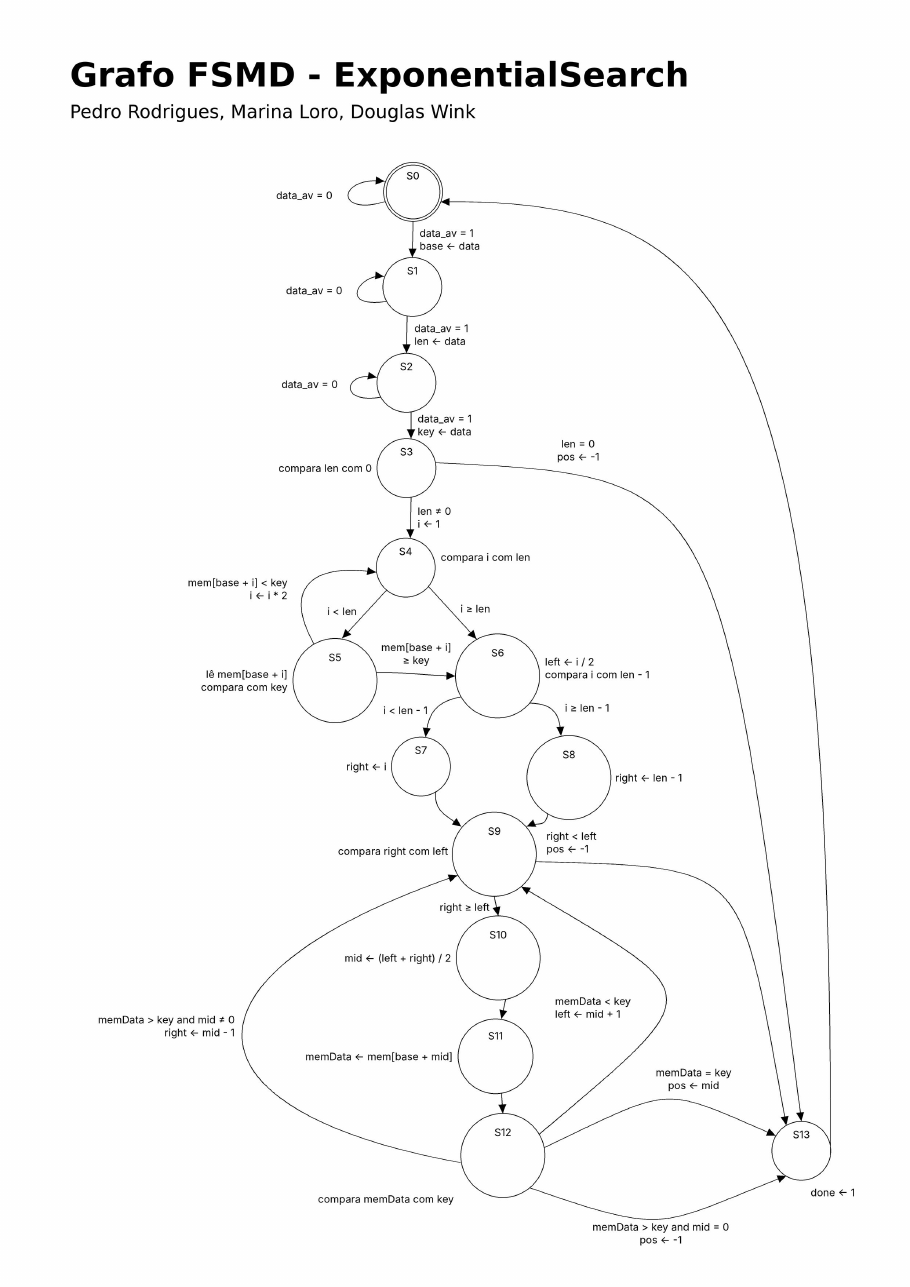 Grafo FSMD - ExponentialSearch
Pedro Rodrigues, Marina Loro, Douglas Wink
S0
data_av = 0
data_av = 1
base ← data
S1
data_av = 0
data_av = 1
len ← data
S2
data_av = 0
data_av = 1
key ← data
S3
compara len com 0
len = 0
pos ← -1
len ≠ 0
i ← 1
S4
compara i com len
mem[base + i] < key
i ← i * 2
i < len
i ≥ len
S5
lê mem[base + i]
compara com key
mem[base + i]
≥ key
S6
left ← i / 2
compara i com len - 1
i < len - 1
i ≥ len - 1
S7
right ← i
S8
right ← len - 1
S9
compara right com left
right < left
pos ← -1
right ≥ left
S10
mid ← (left + right) / 2
memData < key
left ← mid + 1
memData > key and mid ≠ 0
right ← mid - 1
S11
memData ← mem[base + mid]
memData = key
pos ← mid
S12
compara memData com key
S13
done ← 1
memData > key and mid = 0
pos ← -1